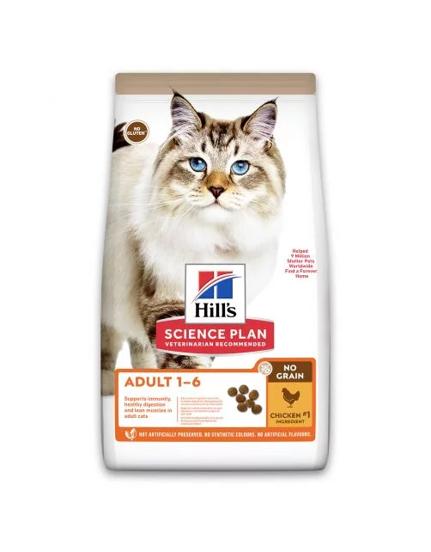 NO
GLUTEN
Helped
9 Million
Shelter Pets
Worldwide
Find a Forever
Home
Hill's
SCIENCE PLAN
VETERINARIAN RECOMMENDED
ADULT 1–6
NO
GRAIN
Supports immunity,
healthy digestion
and lean muscles in
adult cats
CHICKEN #1
INGREDIENT
NOT ARTIFICIALLY PRESERVED. NO SYNTHETIC COLOURS. NO ARTIFICIAL FLAVOURS.